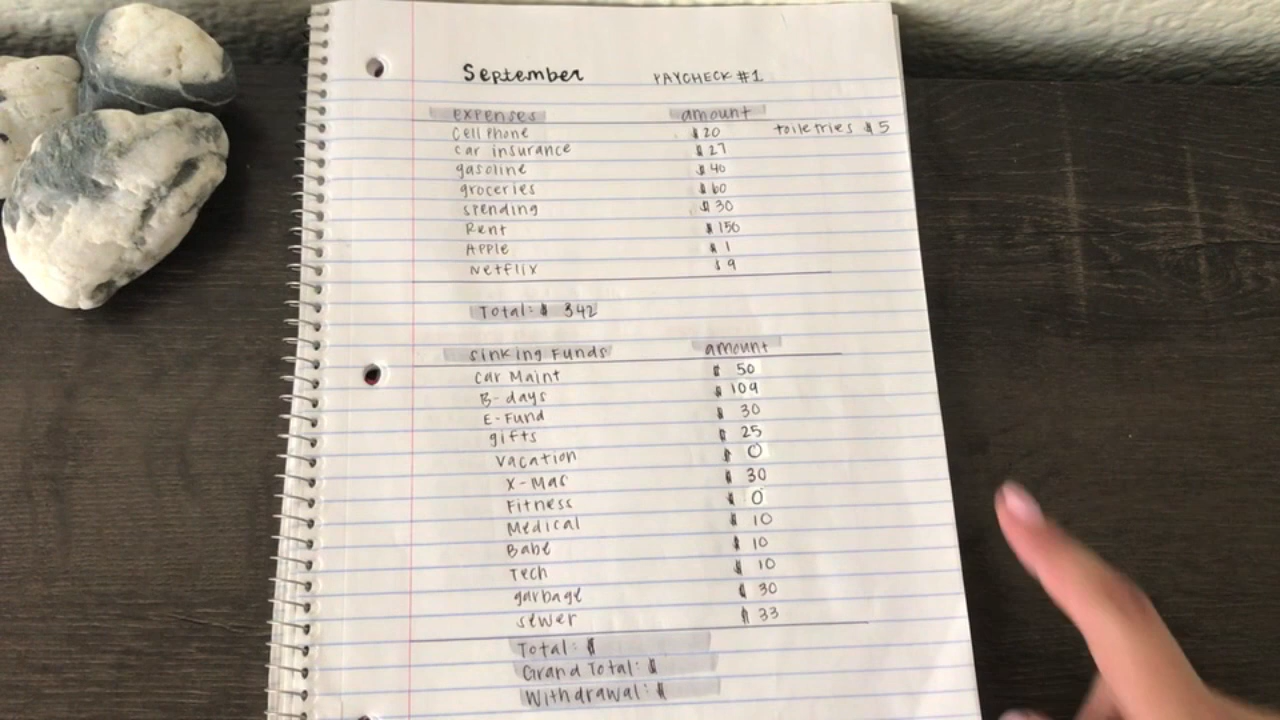 September PAYCHECK #1
EXPENSES amount
Cell Phone $20 toiletries $5
car insurance $27
gasoline $40
groceries $60
spending $30
Rent $150
APPLE $1
Netflix $9
Total: $ 342
sinking Funds amount
Car Maint $ 50
B-days $ 109
E-Fund $ 30
gifts $ 25
vacation $ 0
X-Mas $ 30
Fitness $ 0
Medical $ 10
Babe $ 10
Tech $ 10
garbage $ 30
sewer $ 33
Total: $
Grand Total: $
Withdrawal: $